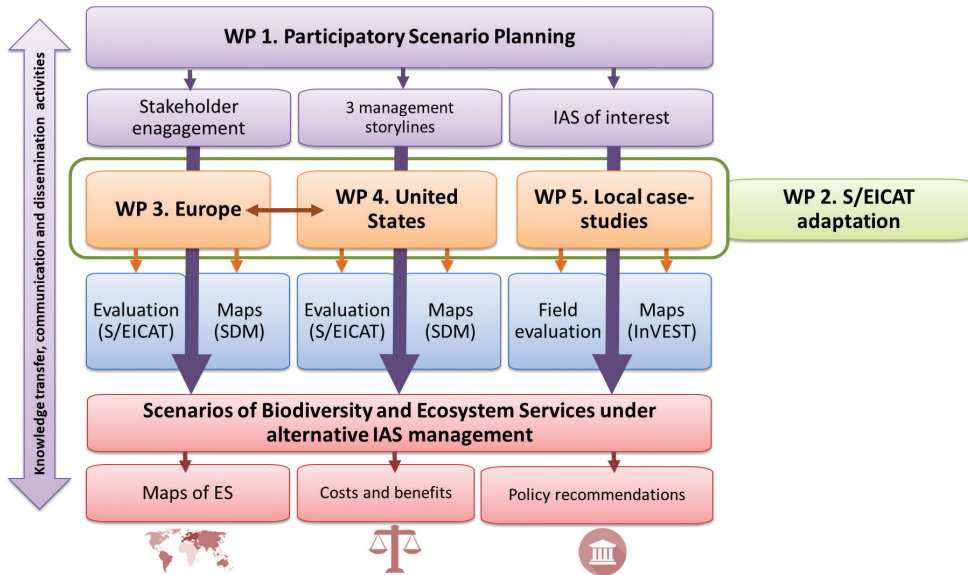 Knowledge transfer, communication and dissemination activities
WP 1. Participatory Scenario Planning
Stakeholder
enagagement
3 management
storylines
IAS of interest
WP 3. Europe
WP 4. United
States
WP 5. Local case-
studies
WP 2. S/EICAT
adaptation
Evaluation
(S/EICAT)
Maps
(SDM)
Evaluation
(S/EICAT)
Maps
(SDM)
Field
evaluation
Maps
(InVEST)
Scenarios of Biodiversity and Ecosystem Services under
alternative IAS management
Maps of ES
Costs and benefits
Policy recommendations